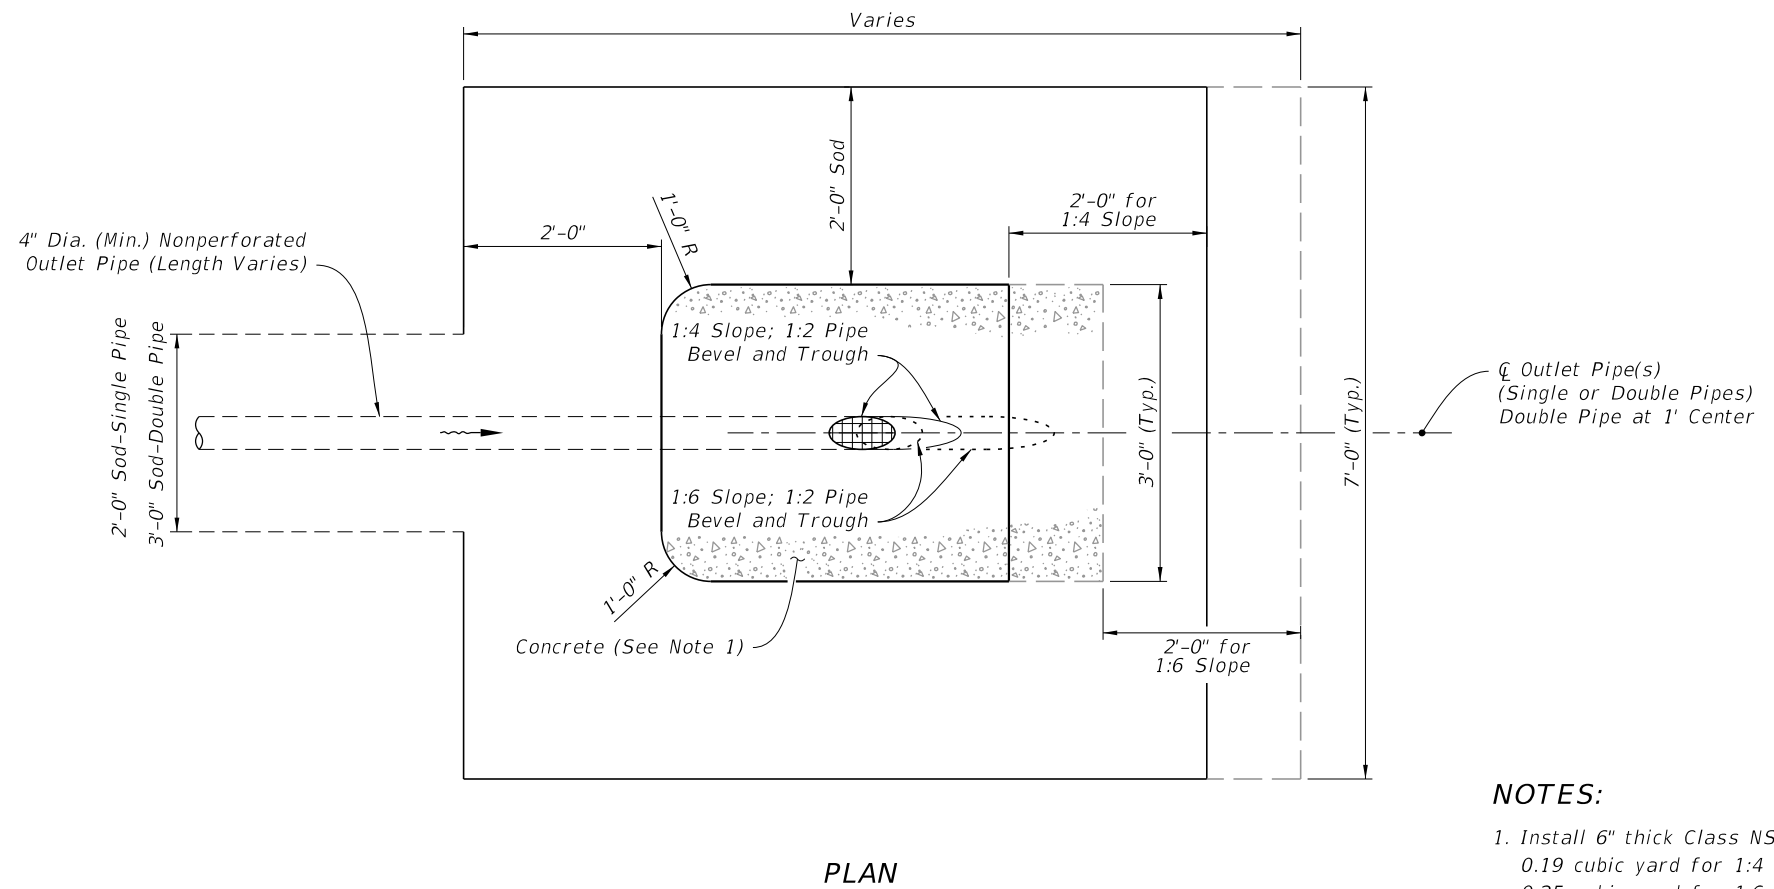 Varies
2'-0" Sod
2'-0" for
1:4 Slope
1'-0" R
2'-0"
4" Dia. (Min.) Nonperforated
Outlet Pipe (Length Varies)
2'-0" Sod-Single Pipe
3'-0" Sod-Double Pipe
1:4 Slope; 1:2 Pipe
Bevel and Trough
1:6 Slope; 1:2 Pipe
Bevel and Trough
3'-0" (Typ.)
7'-0" (Typ.)
℄ Outlet Pipe(s)
(Single or Double Pipes)
Double Pipe at 1' Center
1'-0" R
Concrete (See Note 1)
2'-0" for
1:6 Slope
NOTES:
1. Install 6" thick Class NS
0.19 cubic yard for 1:4
PLAN